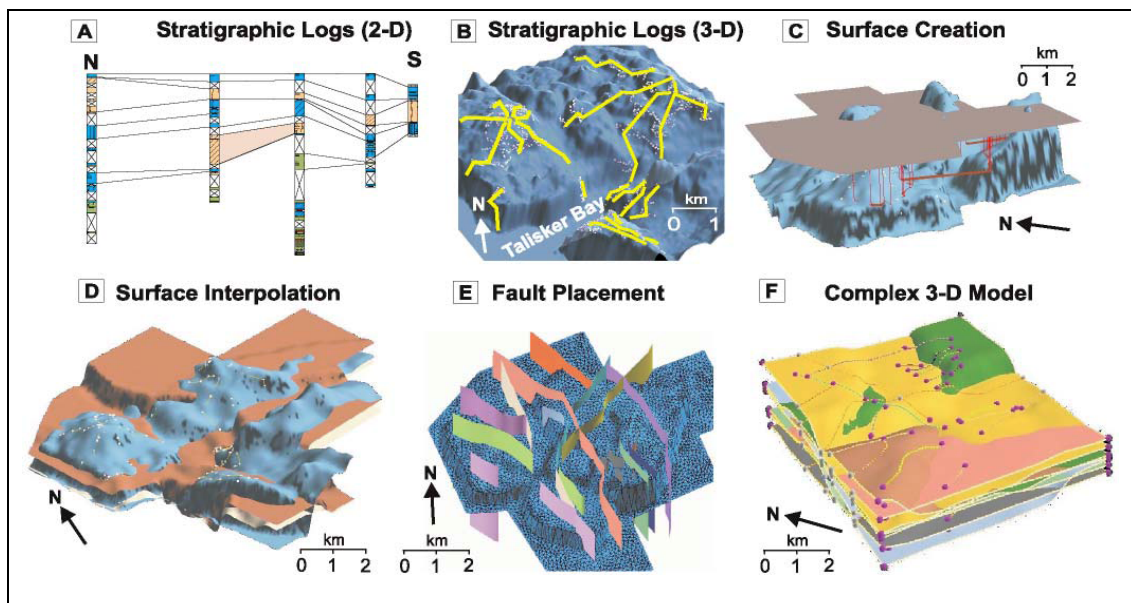 A Stratigraphic Logs (2-D)
N S
B Stratigraphic Logs (3-D)
N
Talisker Bay
km
0 1
C Surface Creation
km
0 1 2
N
D Surface Interpolation
N
km
0 1 2
E Fault Placement
N
km
0 1 2
F Complex 3-D Model
N
km
0 1 2